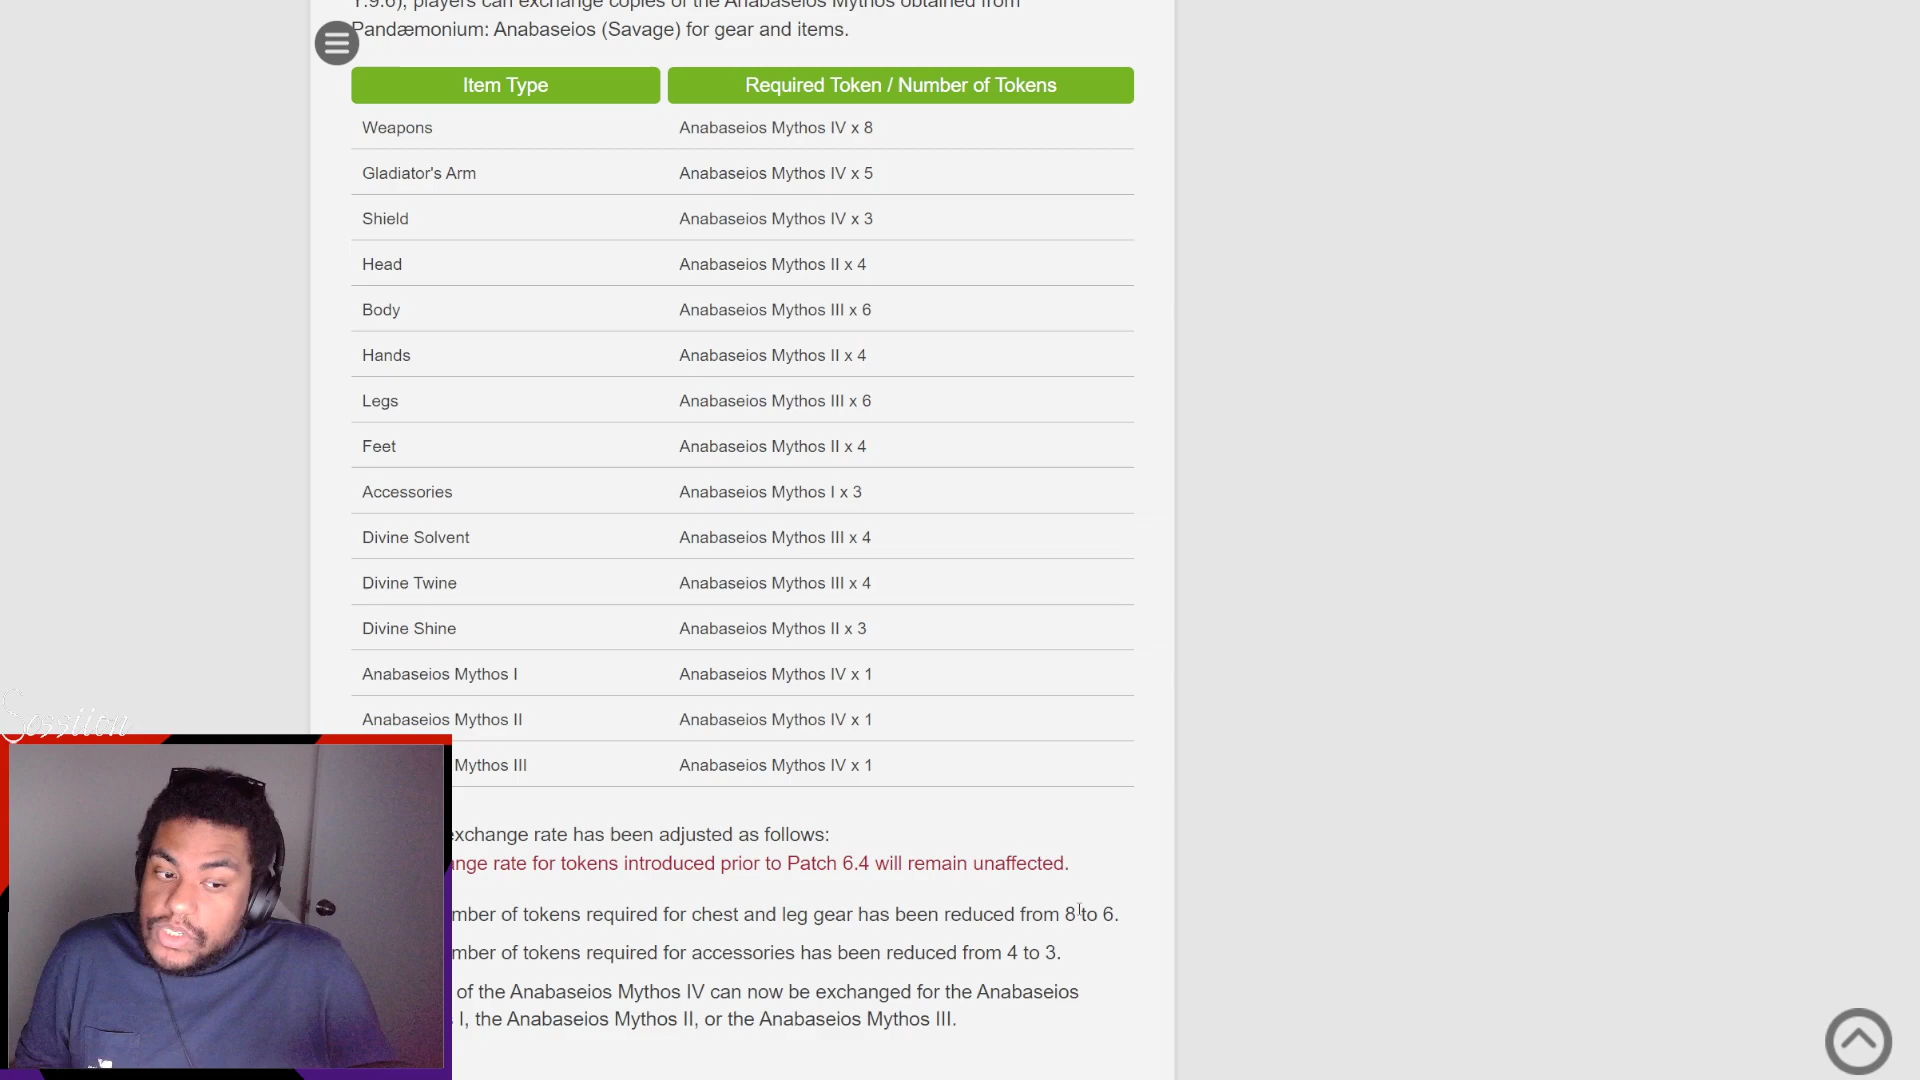 Y.9.6), players can exchange copies of the Anabaseios Mythos obtained from
Pandæmonium: Anabaseios (Savage) for gear and items.
Item Type Required Token / Number of Tokens
Weapons Anabaseios Mythos IV x 8
Gladiator's Arm Anabaseios Mythos IV x 5
Shield Anabaseios Mythos IV x 3
Head Anabaseios Mythos II x 4
Body Anabaseios Mythos III x 6
Hands Anabaseios Mythos II x 4
Legs Anabaseios Mythos III x 6
Feet Anabaseios Mythos II x 4
Accessories Anabaseios Mythos I x 3
Divine Solvent Anabaseios Mythos III x 4
Divine Twine Anabaseios Mythos III x 4
Divine Shine Anabaseios Mythos II x 3
Anabaseios Mythos I Anabaseios Mythos IV x 1
Anabaseios Mythos II Anabaseios Mythos IV x 1
Mythos III Anabaseios Mythos IV x 1
Sossiion
exchange rate has been adjusted as follows:
ange rate for tokens introduced prior to Patch 6.4 will remain unaffected.
mber of tokens required for chest and leg gear has been reduced from 8 to 6.
mber of tokens required for accessories has been reduced from 4 to 3.
of the Anabaseios Mythos IV can now be exchanged for the Anabaseios
I, the Anabaseios Mythos II, or the Anabaseios Mythos III.